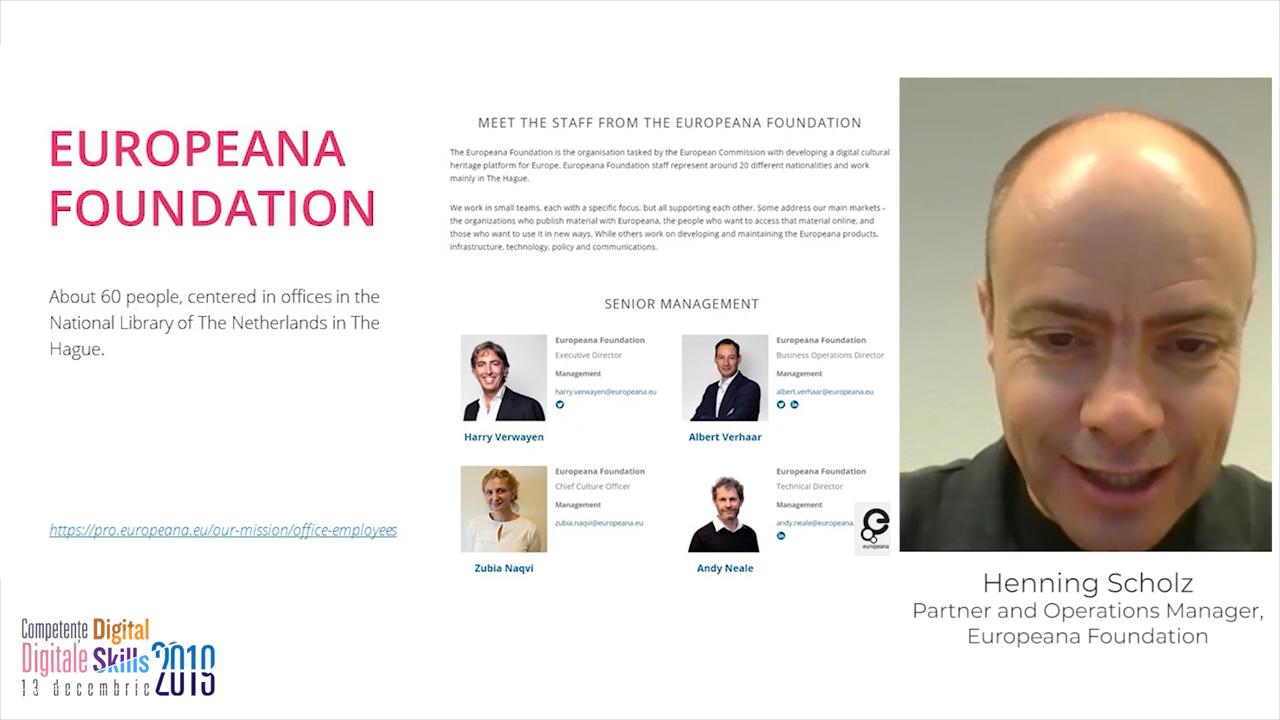 EUROPEANA
FOUNDATION
About 60 people, centered in offices in the
National Library of The Netherlands in The
Hague.
https://pro.europeana.eu/our-mission/office-employees
MEET THE STAFF FROM THE EUROPEANA FOUNDATION
The Europeana Foundation is the organisation tasked by the European Commission with developing a digital cultural
heritage platform for Europe. Europeana Foundation staff represent around 20 different nationalities and work
mainly in The Hague.
We work in small teams, each with a specific focus, but all supporting each other. Some address our main markets -
the organizations who publish material with Europeana, the people who want to access that material online, and
those who want to use it in new ways. While others work on developing and maintaining the Europeana products,
infrastructure, technology, policy and communications.
SENIOR MANAGEMENT
Europeana Foundation
Executive Director
Management
harry.verwayen@europeana.eu
Harry Verwayen
Europeana Foundation
Business Operations Director
Management
albert.verhaar@europeana.eu
Albert Verhaar
Europeana Foundation
Chief Culture Officer
Management
zubia.naqvi@europeana.eu
Zubia Naqvi
Europeana Foundation
Technical Director
Management
andy.neale@europeana.
Andy Neale
europeana
Henning Scholz
Partner and Operations Manager,
Europeana Foundation
Competențe Digital
Digitale Skills 2019
13 decembrie